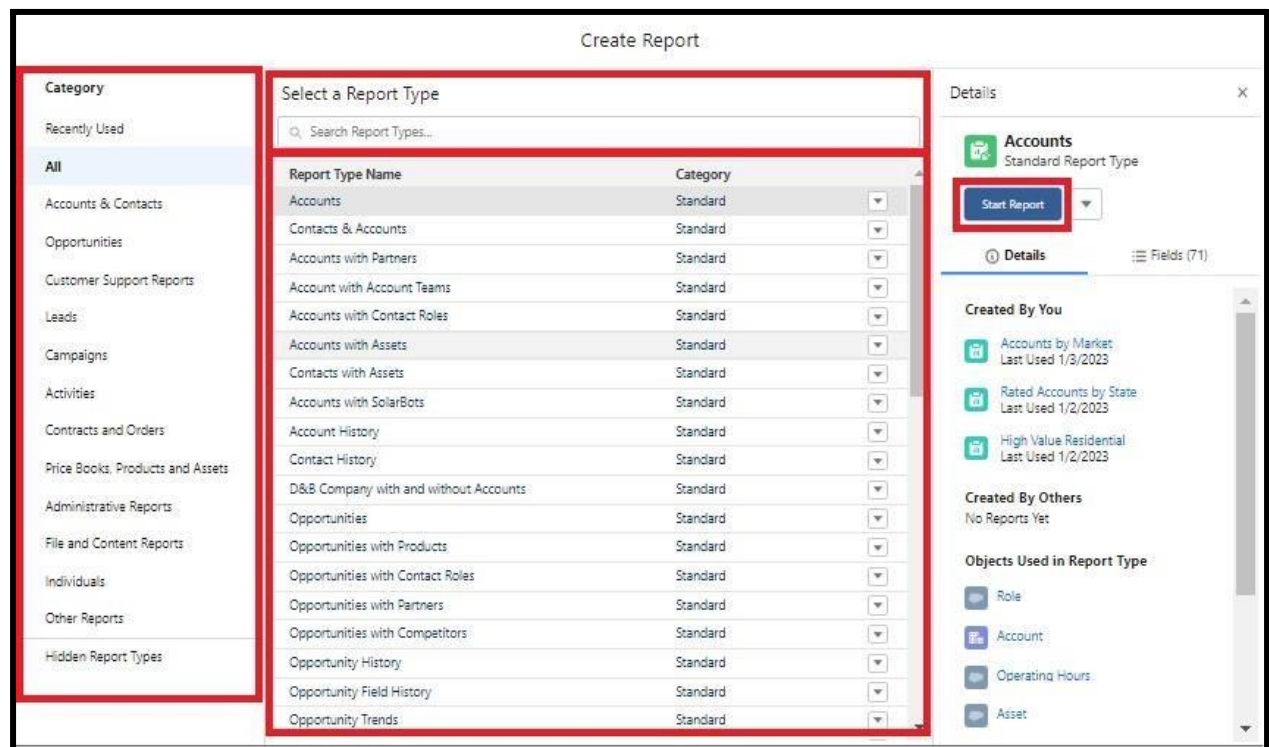 Create Report
Category
Recently Used
All
Accounts & Contacts
Opportunities
Customer Support Reports
Leads
Campaigns
Activities
Contracts and Orders
Price Books, Products and Assets
Administrative Reports
File and Content Reports
Individuals
Other Reports
Hidden Report Types
Select a Report Type
Search Report Types...
Report Type Name Category
Accounts Standard
Contacts & Accounts Standard
Accounts with Partners Standard
Account with Account Teams Standard
Accounts with Contact Roles Standard
Accounts with Assets Standard
Contacts with Assets Standard
Accounts with SolarBots Standard
Account History Standard
Contact History Standard
D&B Company with and without Accounts Standard
Opportunities Standard
Opportunities with Products Standard
Opportunities with Contact Roles Standard
Opportunities with Partners Standard
Opportunities with Competitors Standard
Opportunity History Standard
Opportunity Field History Standard
Opportunity Trends Standard
Details
Accounts
Standard Report Type
Start Report
Details Fields (71)
Created By You
Accounts by Market
Last Used 1/3/2023
Rated Accounts by State
Last Used 1/2/2023
High Value Residential
Last Used 1/2/2023
Created By Others
No Reports Yet
Objects Used in Report Type
Role
Account
Operating Hours
Asset